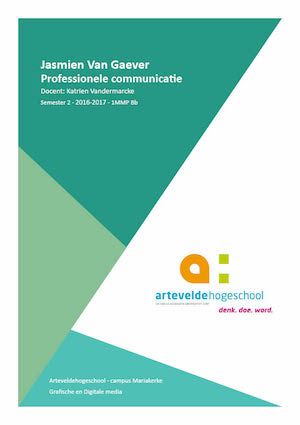 Jasmien Van Gaever
Professionele communicatie
Docent: Katrien Vandermarcke
Semester 2 - 2016-2017 - 1MMP Bb
a:
arteveldehogeschool
denk. doe. word.
Arteveldehogeschool - campus Mariakerke
Grafische en Digitale media